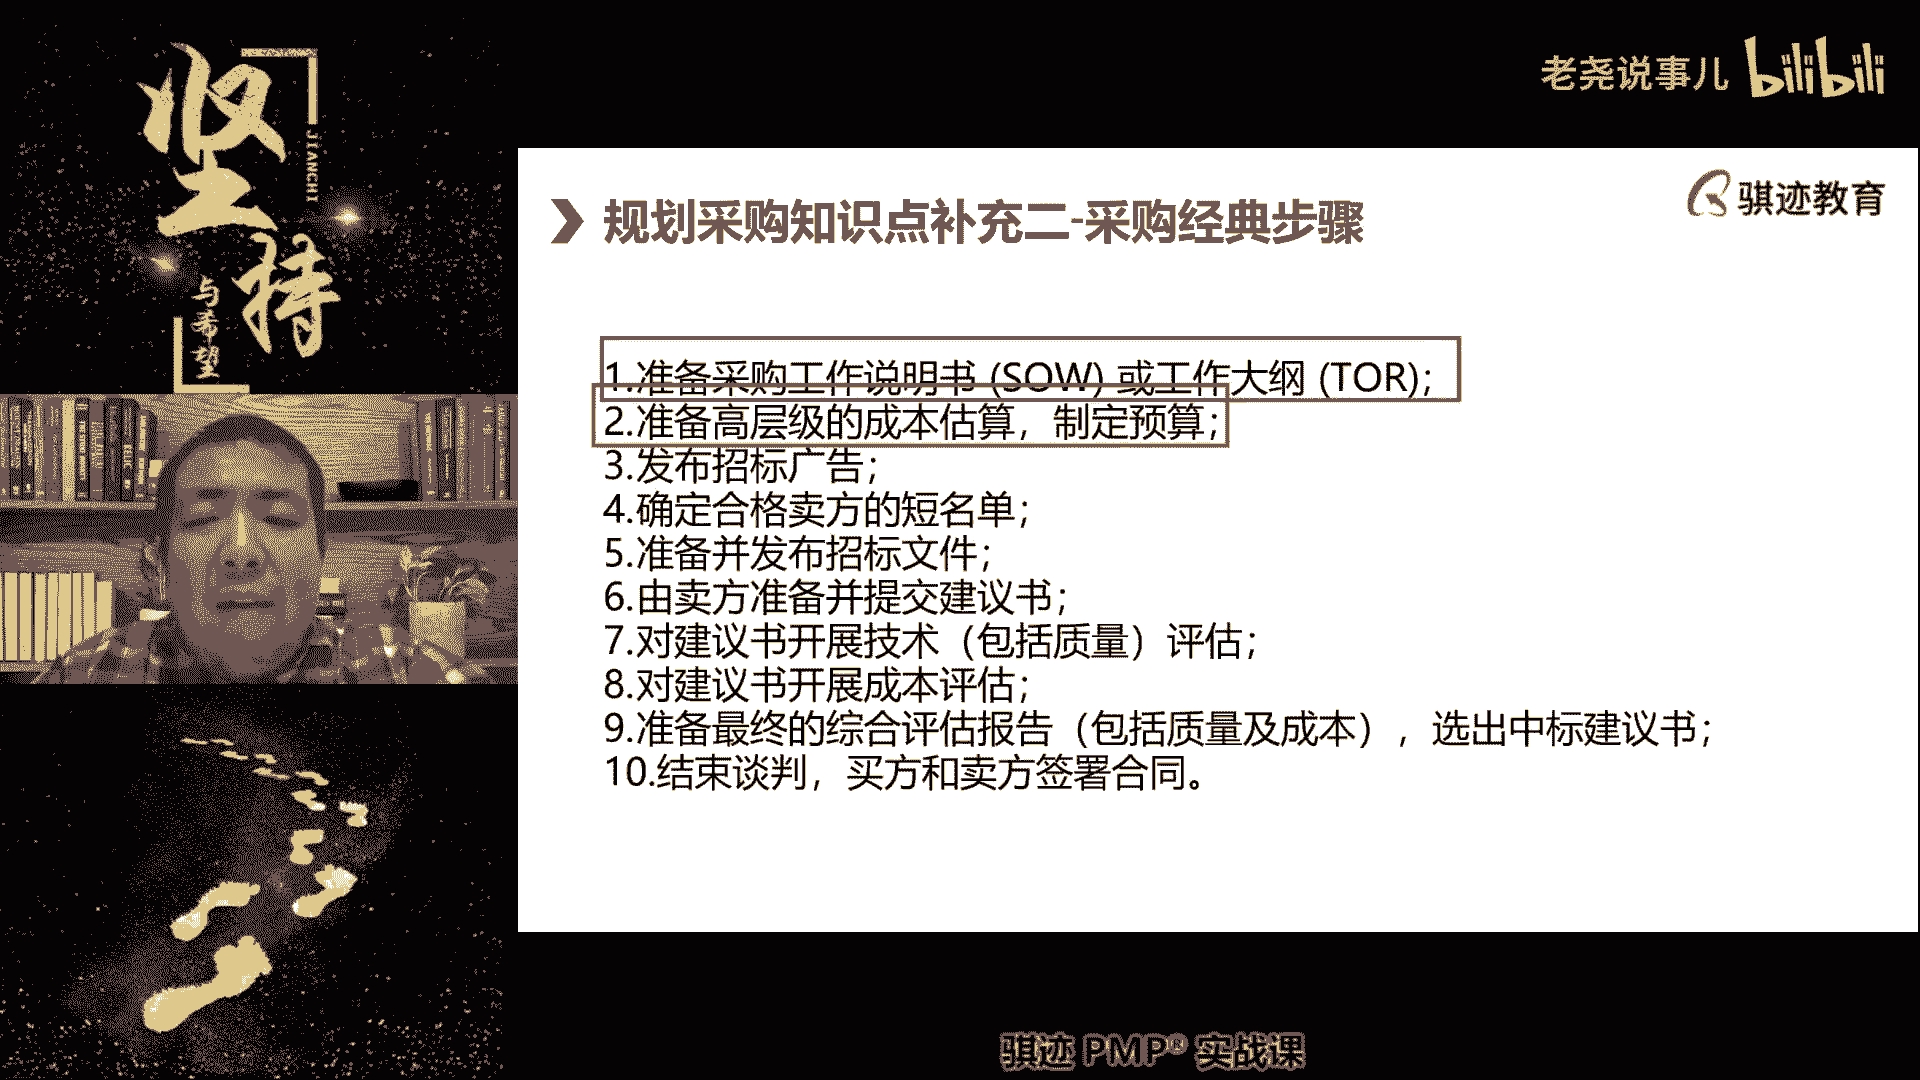 坚持
JIANCHI
与希望
老尧说事儿 bilibili
骐迹教育
规划采购知识点补充二-采购经典步骤
1.准备采购工作说明书 (SOW) 或工作大纲 (TOR)；
2.准备高层级的成本估算，制定预算；
3.发布招标广告；
4.确定合格卖方的短名单；
5.准备并发布招标文件；
6.由卖方准备并提交建议书；
7.对建议书开展技术（包括质量）评估；
8.对建议书开展成本评估；
9.准备最终的综合评估报告（包括质量及成本），选出中标建议书；
10.结束谈判，买方和卖方签署合同。
骐迹 PMP® 实战课